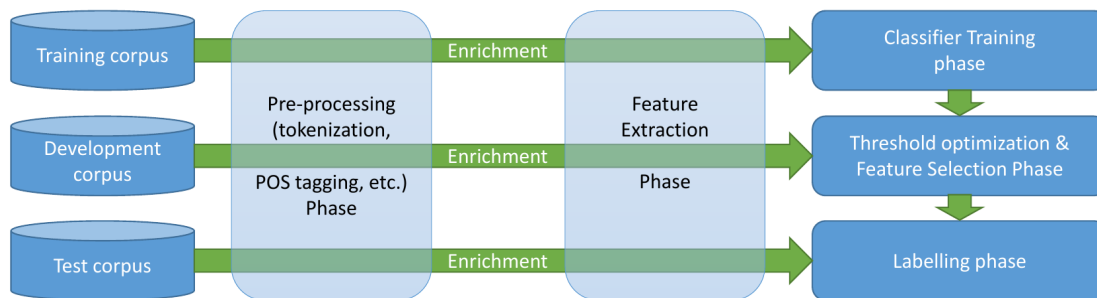 Training corpus
Enrichment
Classifier Training
phase
Pre-processing
(tokenization,
POS tagging, etc.)
Phase
Feature
Extraction
Phase
Development
corpus
Enrichment
Threshold optimization &
Feature Selection Phase
Test corpus
Enrichment
Labelling phase